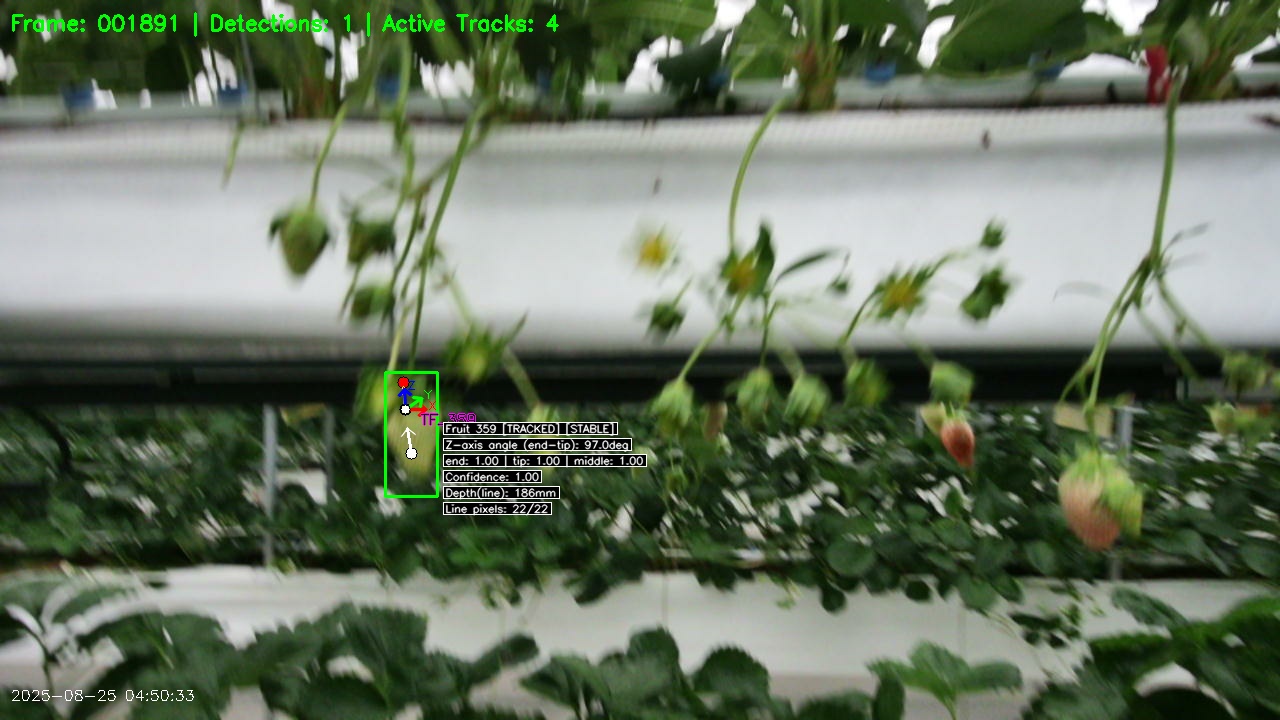 Frame: 001891 | Detections: 1 | Active Tracks: 4
Z
Y
TF_359
Fruit 359 [TRACKED] [STABLE]
Z-axis angle (end-tip): 97.0deg
end: 1.00 | tip: 1.00 | middle: 1.00
Confidence: 1.00
Depth(line): 186mm
Line pixels: 22/22
2025-08-25 04:50:33